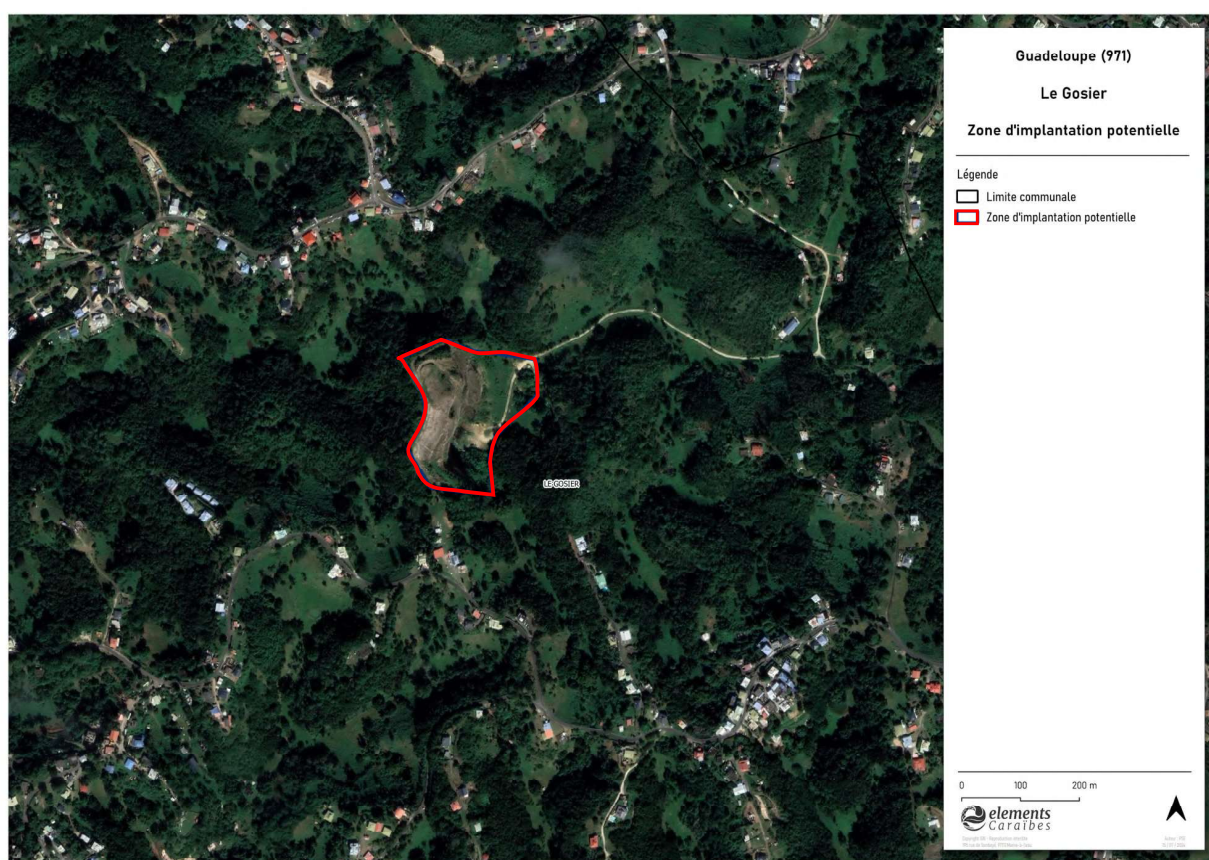 Guadeloupe (971)
Le Gosier
Zone d'implantation potentielle
Légende
Limite communale
Zone d'implantation potentielle
LE GOSIER
0 100 200 m
elements
Caraïbes